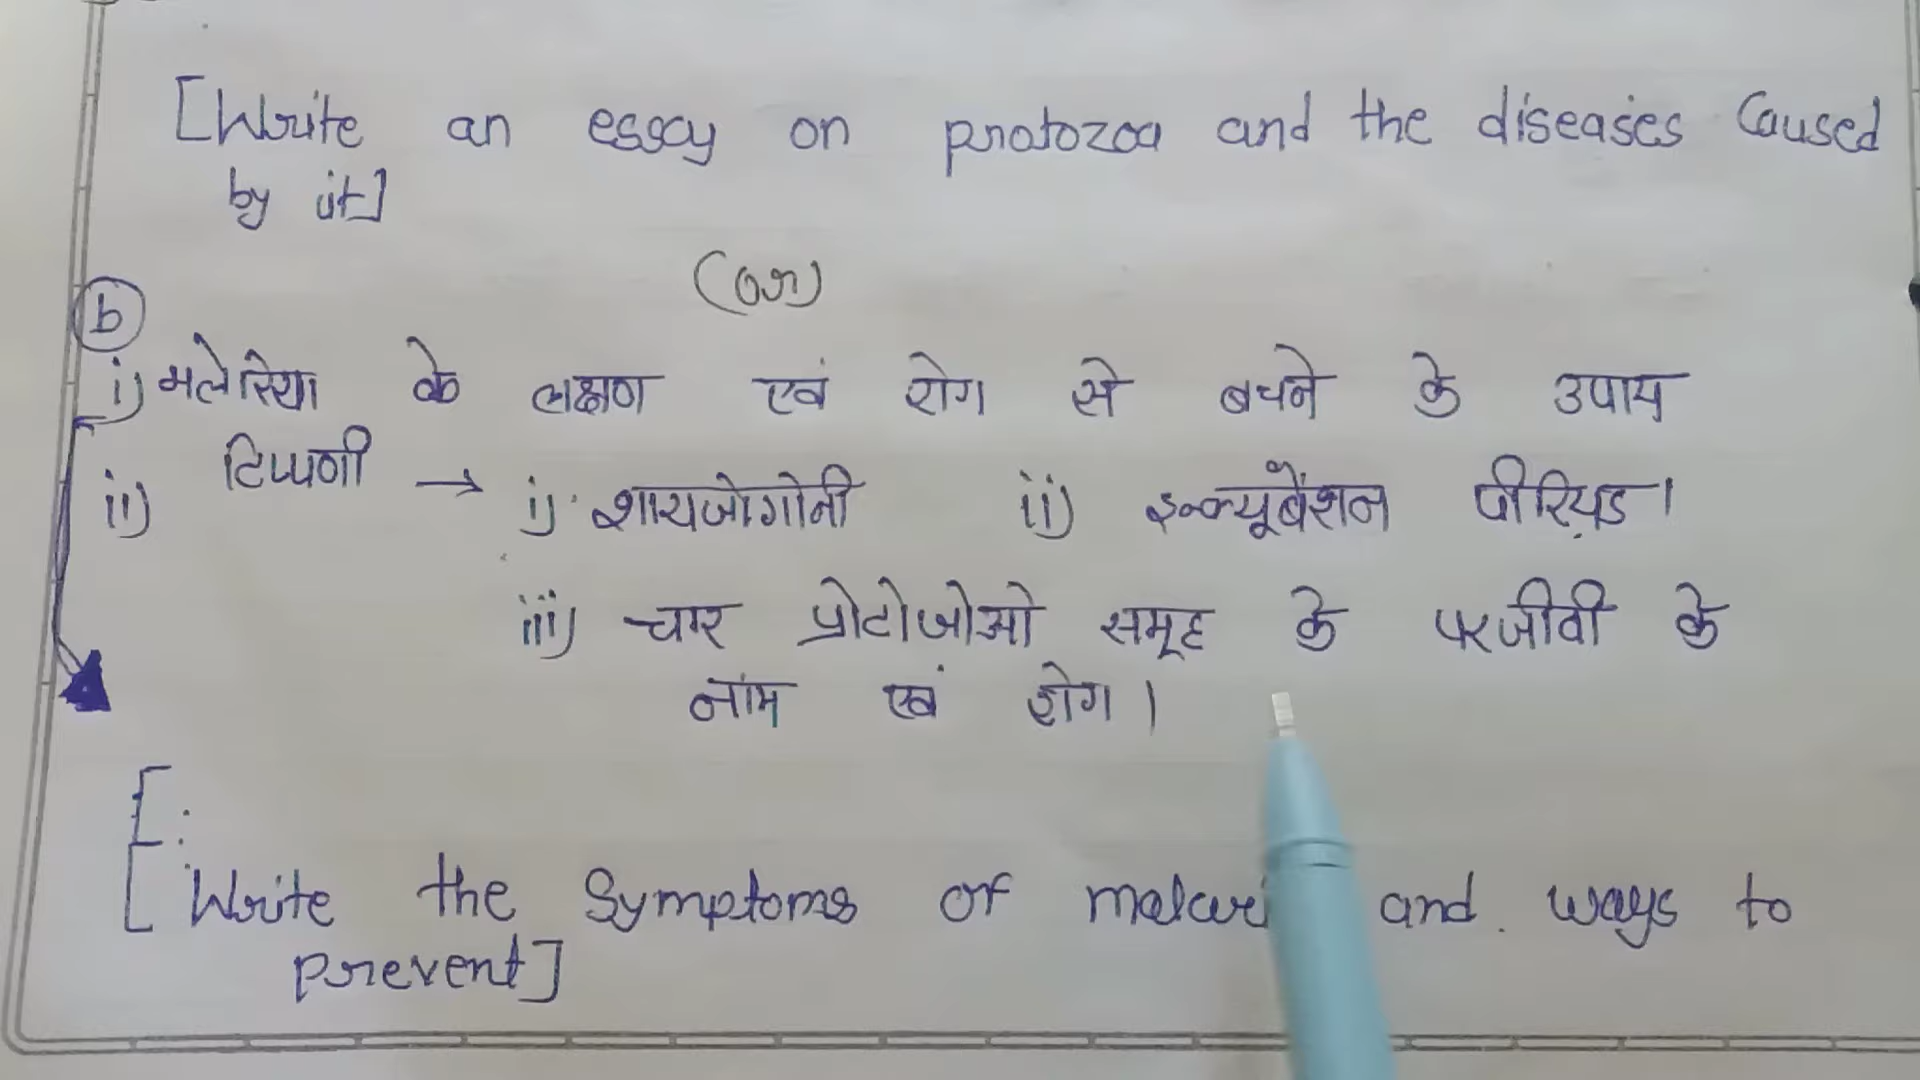 [Write an essay on protozoa and the diseases caused
by it]
(or)
b
i) मलेरिया के लक्षण एवं रोग से बचने के उपाय
ii) टिप्पणी → i) शायजोगोनी ii) इन्क्यूबैशन पीरियड।
iii) चार प्रोटोजोओ समूह के परजीवी के
नाम एवं रोग।
[:
[Write the Symptoms of and ways to
prevent]